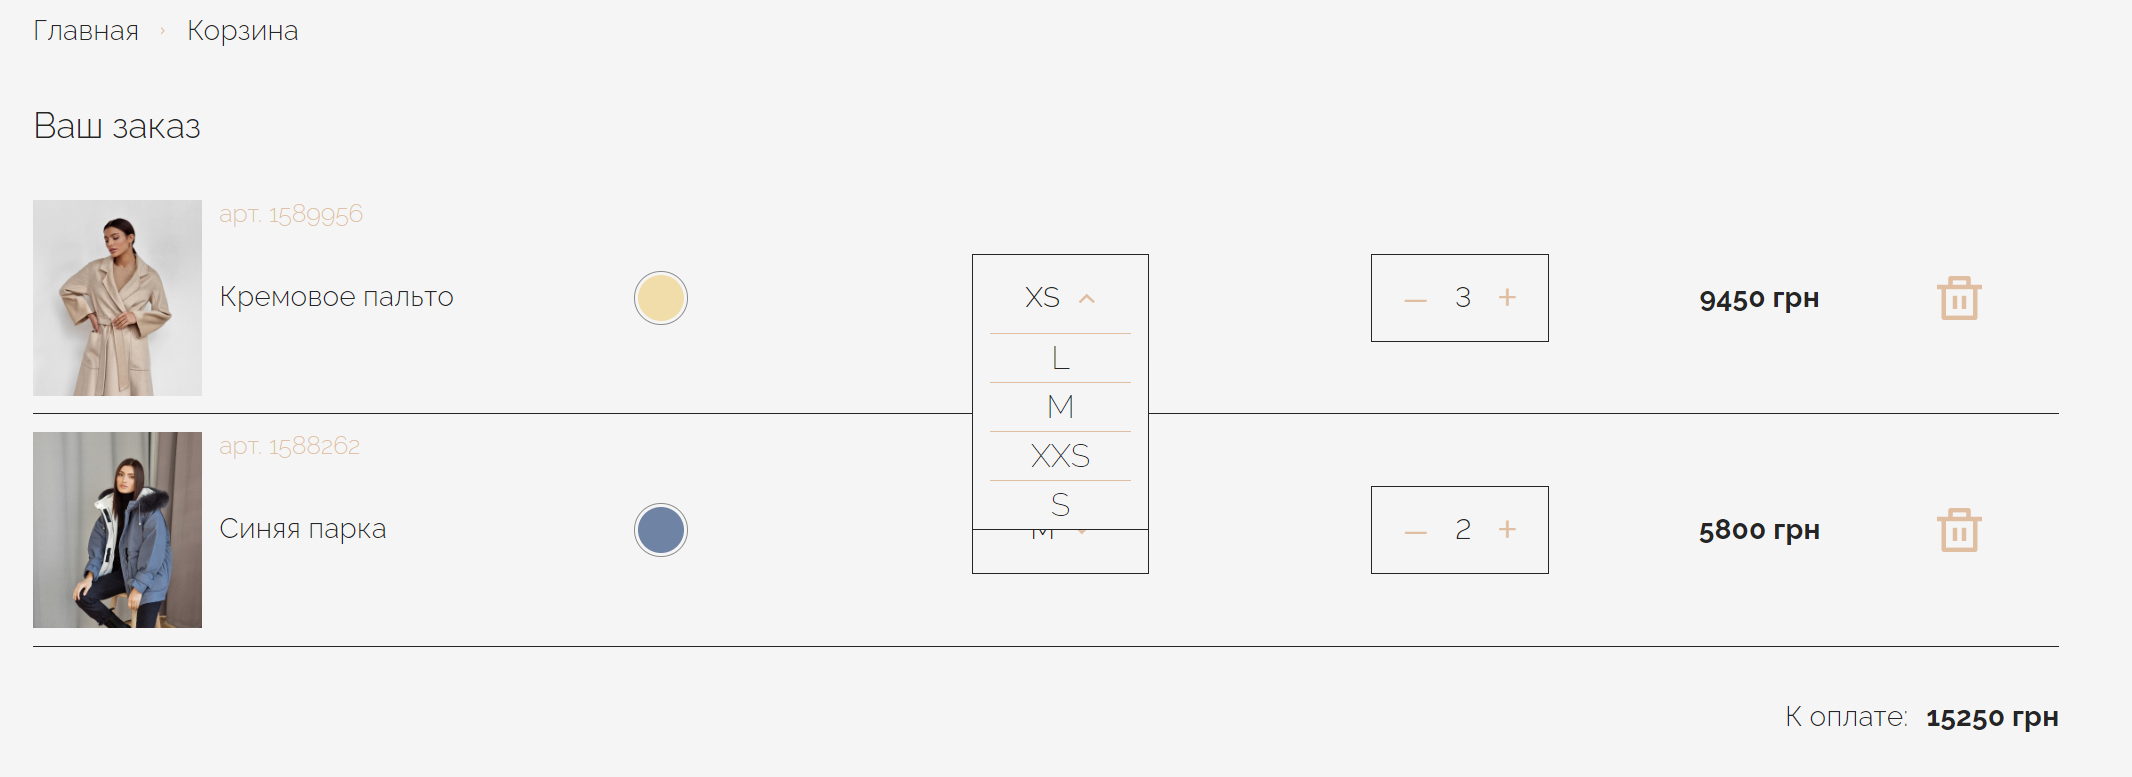 Главная › Корзина
Ваш заказ
арт. 1589956
Кремовое пальто
XS
3
9450 грн
L
M
XXS
S
арт. 1588262
Синяя парка
M
2
5800 грн
К оплате: 15250 грн